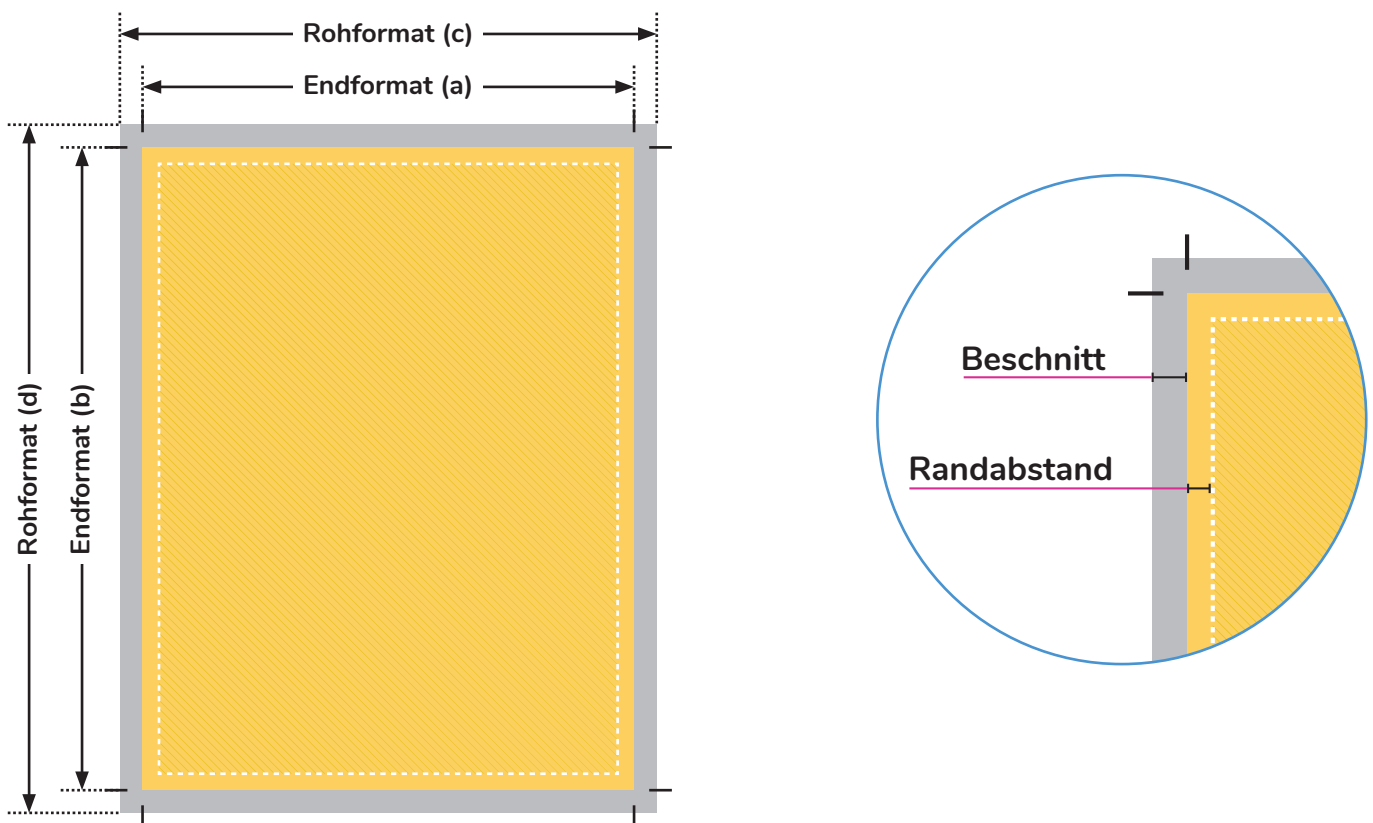 Rohformat (c)
Endformat (a)
Rohformat (d)
Endformat (b)
Beschnitt
Randabstand